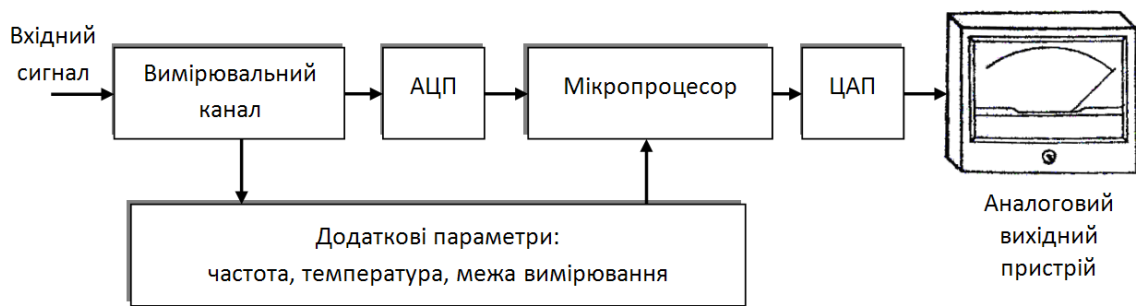 Вхідний
сигнал
Вимірювальний
канал
АЦП
Мікропроцесор
ЦАП
Аналоговий
вихідний
пристрій
Додаткові параметри:
частота, температура, межа вимірювання